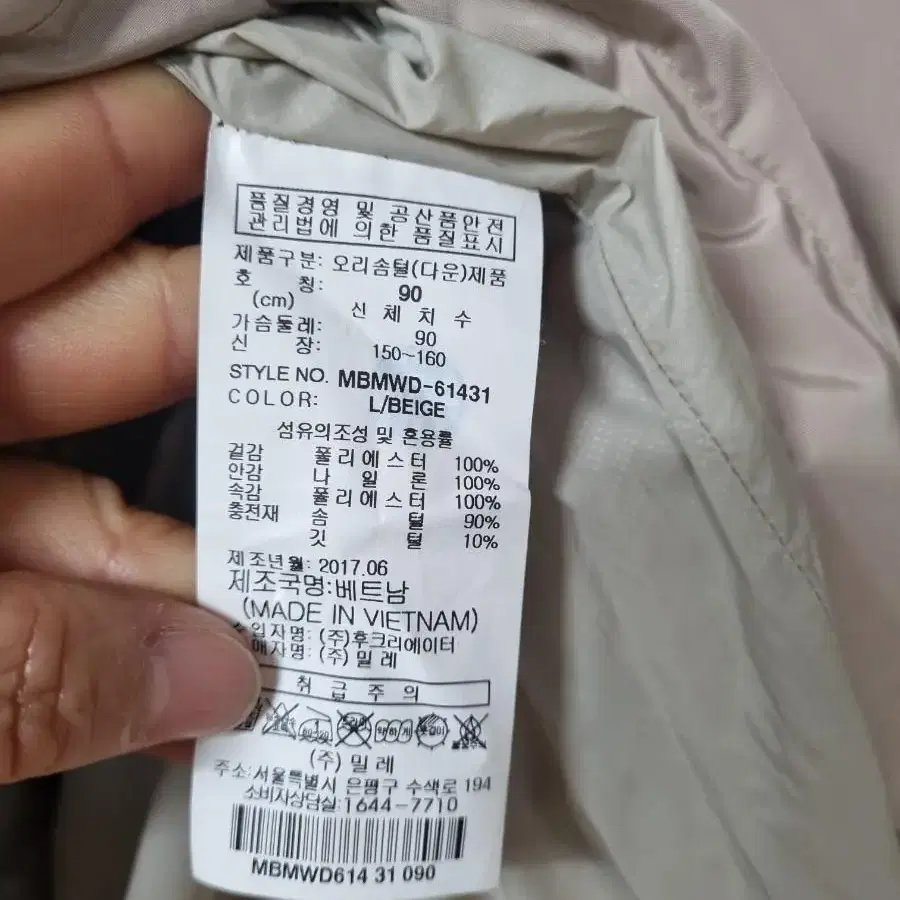 품질경영 및 공산품안전
관리법에 의한 품질표시
제품구분: 오리솜털(다운)제품
호 칭: 90
(cm) 신 체 치 수
가슴둘레: 90
신 장: 150~160
STYLE NO. MBMWD-61431
COLOR: L/BEIGE
섬유의조성 및 혼용률
겉감 폴리에스터 100%
안감 나 일 론 100%
속감 폴리에스터 100%
충전재 솜 털 90%
깃 털 10%
제조년월: 2017.06
제조국명:베트남
(MADE IN VIETNAM)
수입자명: (주)후크리에이터
매자명: (주) 밀 레
취 급 주 의
약하게
(주) 밀 레
주소:서울특별시 은평구 수색로 194
소비자상담실:1644-7710
MBMWD614 31 090